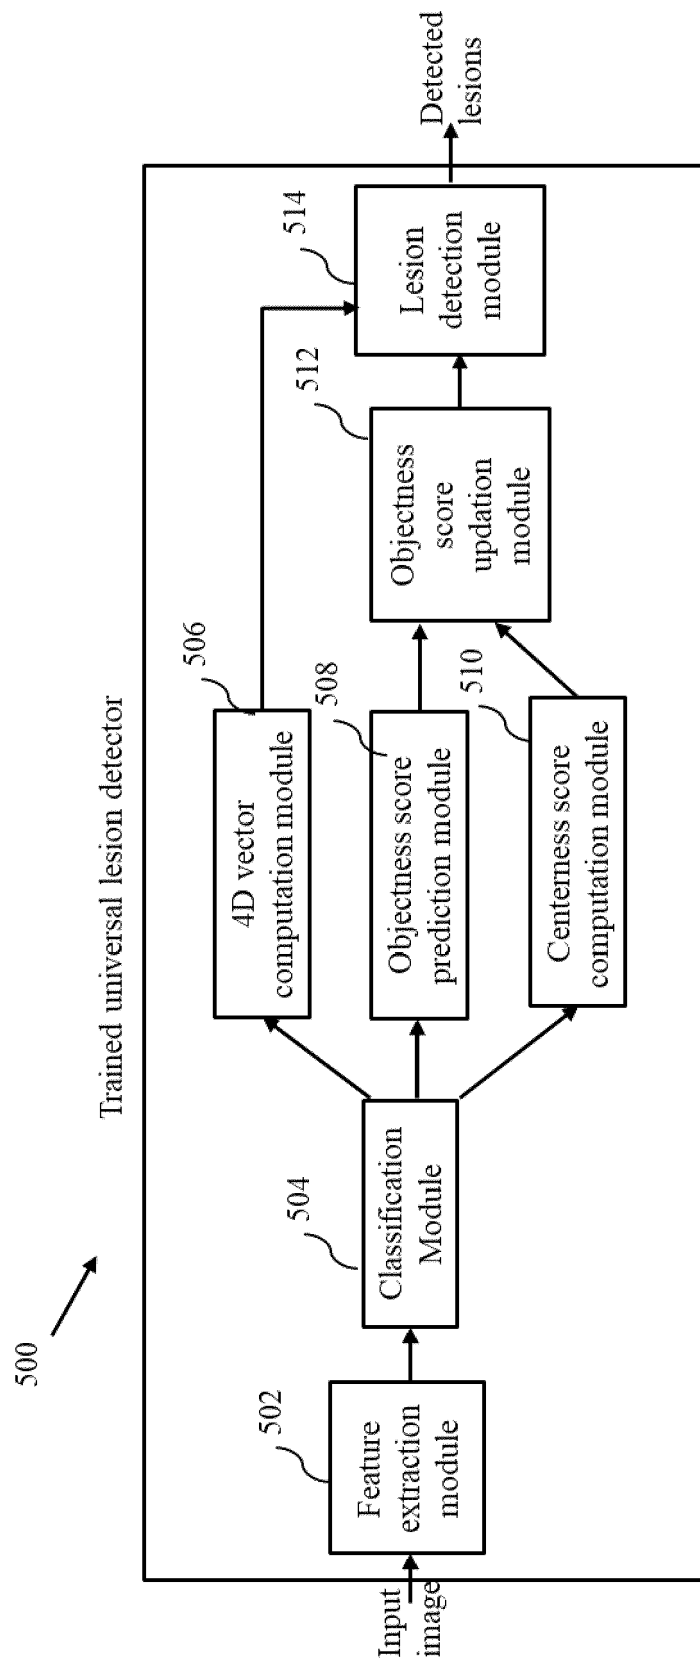 500
Trained universal lesion detector
Input
image
502
Feature
extraction
module
504
Classification
Module
506
4D vector
computation module
508
Objectness score
prediction module
510
Centerness score
computation module
512
Objectness
score
updation
module
514
Lesion
detection
module
Detected
lesions